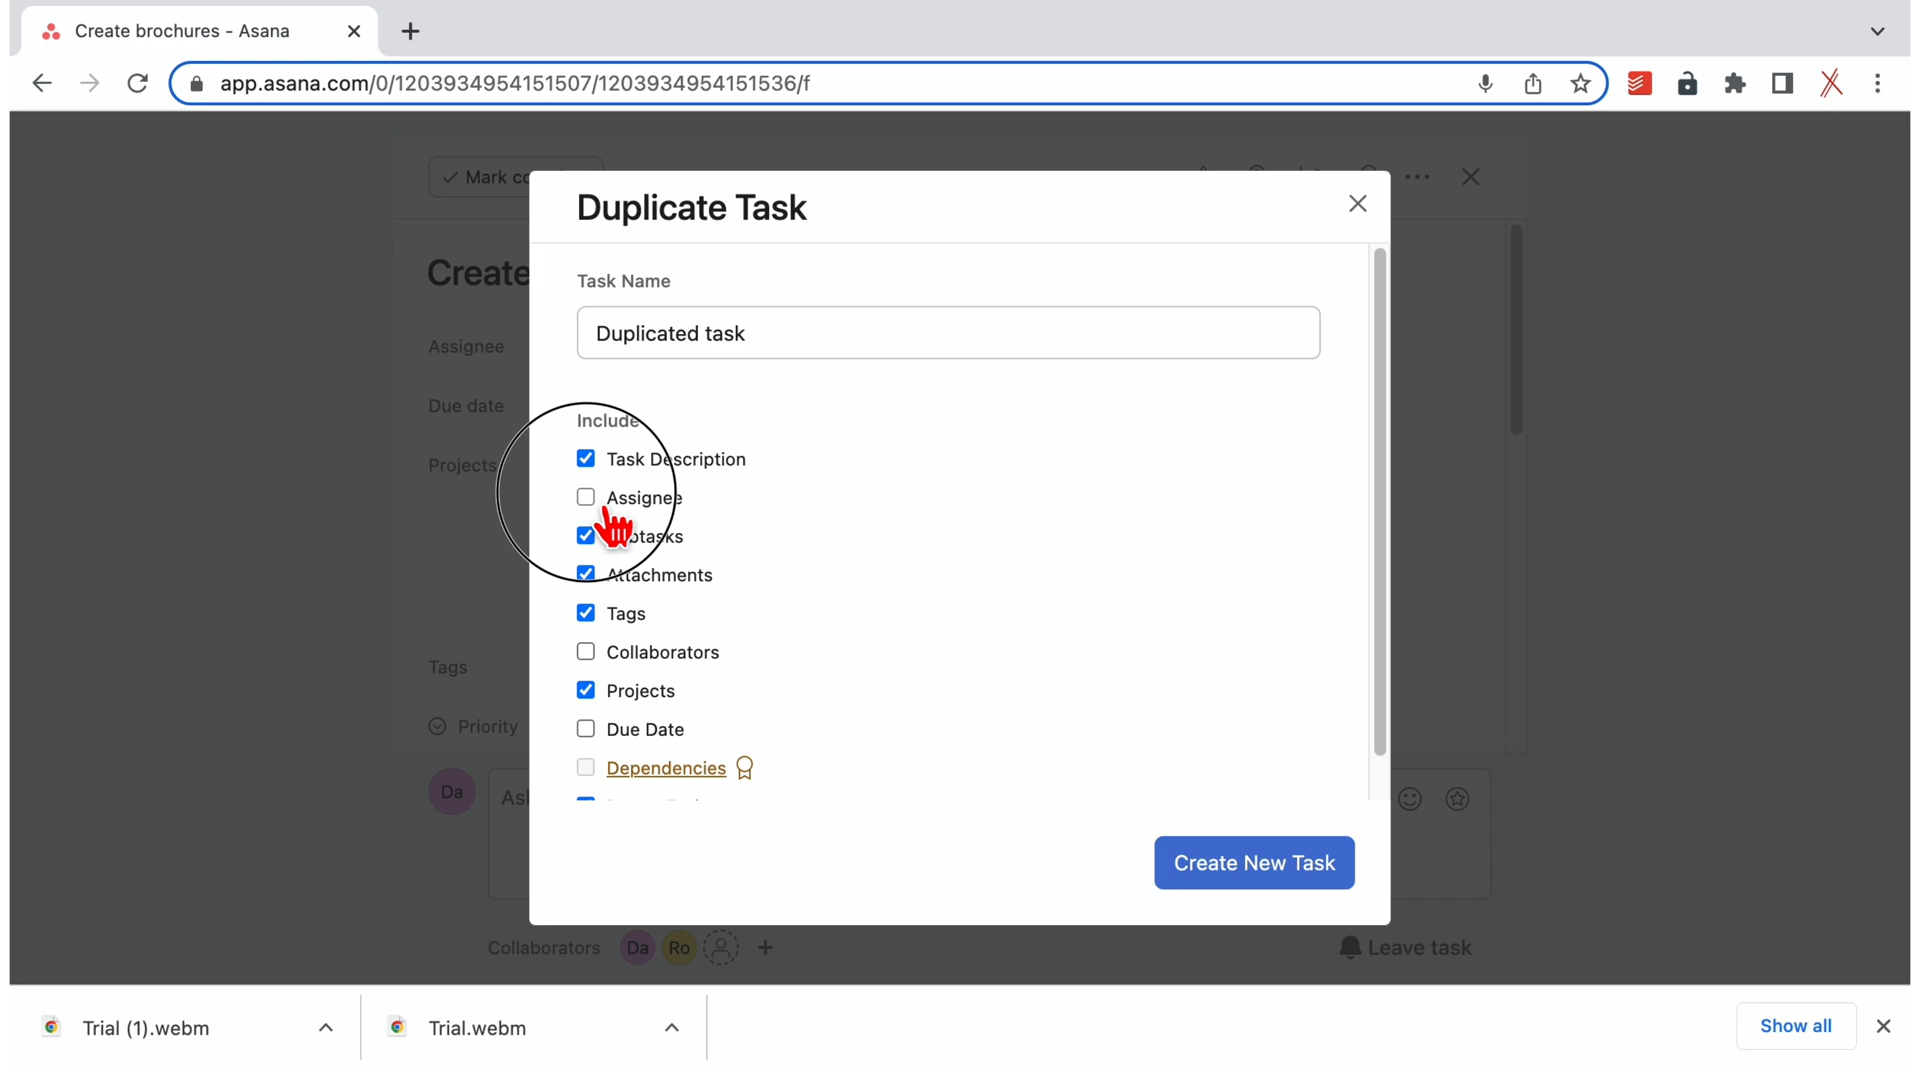 Create brochures - Asana
app.asana.com/0/1203934954151507/1203934954151536/f
Mark
Duplicate Task
Create
Task Name
Duplicated task
Assignee
Due date
Projects
Include
Task Description
Assignee
Attachments
Tags
Collaborators
Projects
Due Date
Dependencies
Tags
Priority
Da
Create New Task
Collaborators Da Ro
Leave task
Trial (1).webm
Trial.webm
Show all